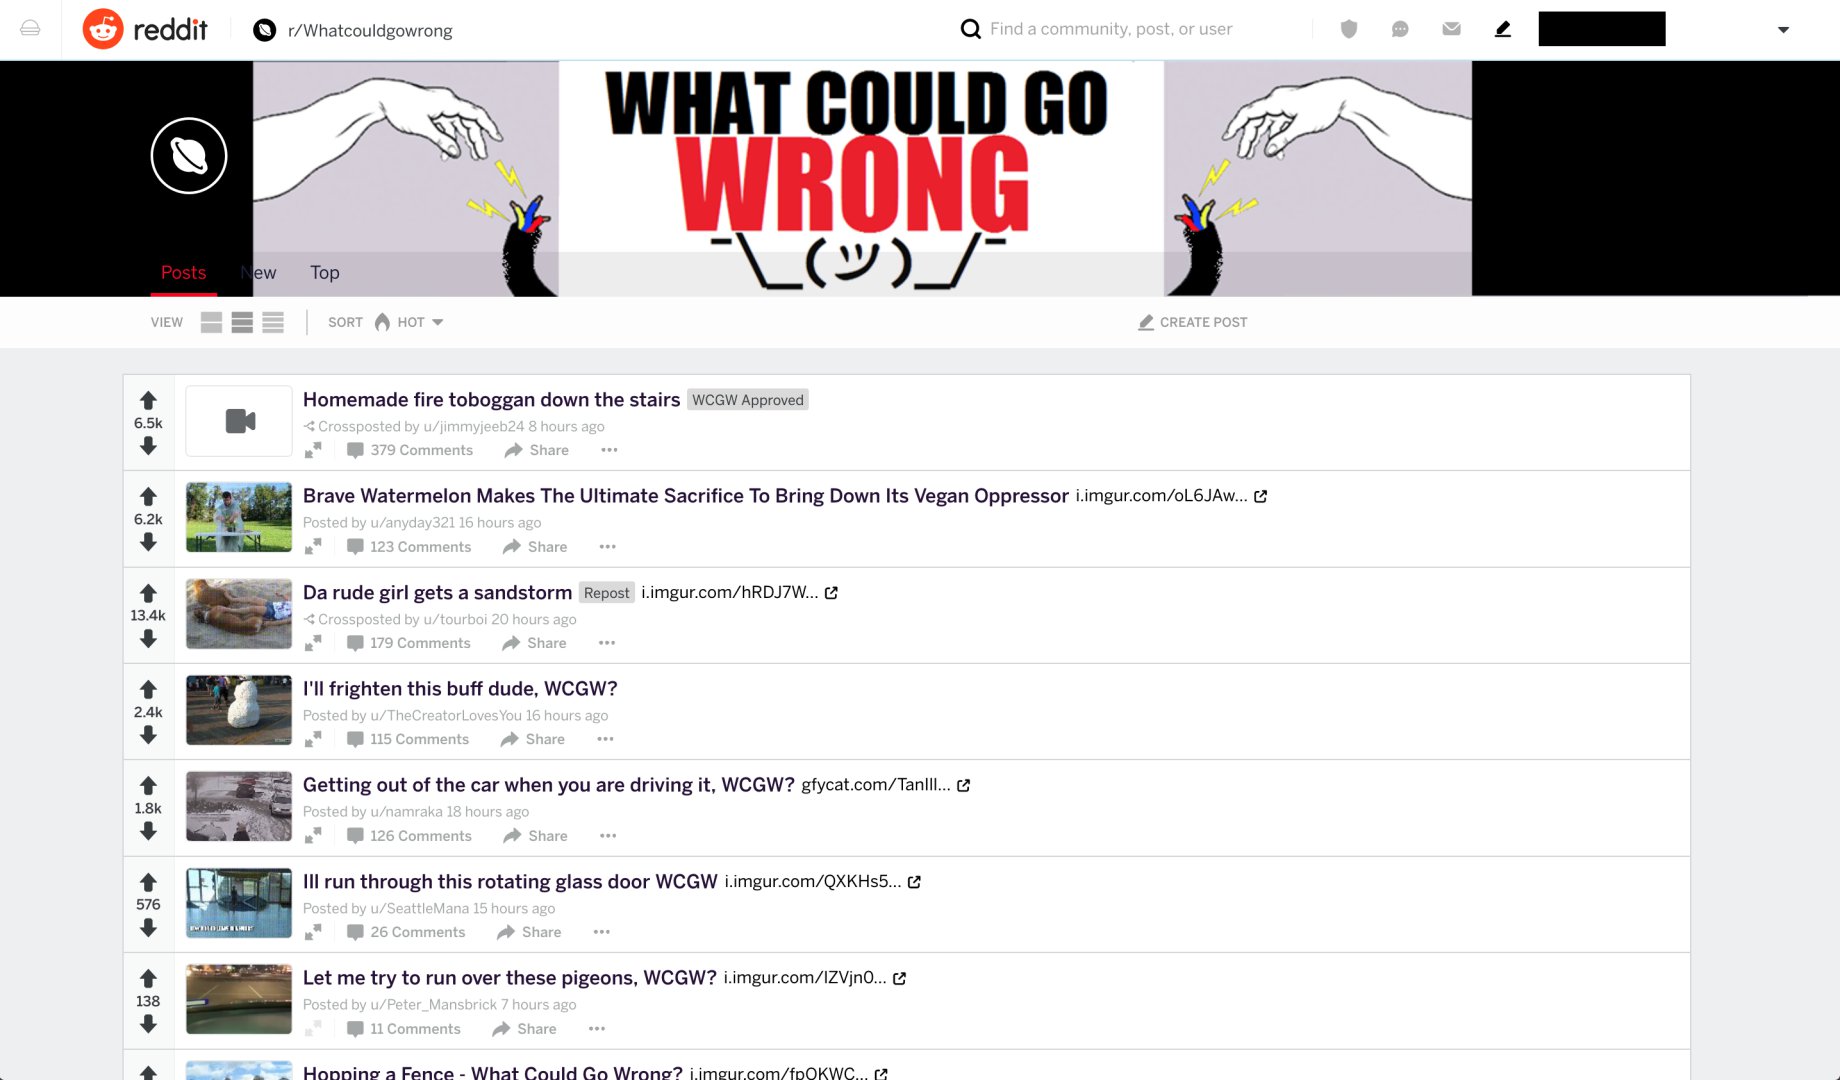 reddit
r/Whatcouldgowrong
Find a community, post, or user
WHAT COULD GO
WRONG
¯\_(ツ)_/¯
Posts New Top
VIEW SORT HOT CREATE POST
6.5k
Homemade fire toboggan down the stairs WCGW Approved
Crossposted by u/jimmyjeeb24 8 hours ago
379 Comments Share
6.2k
Brave Watermelon Makes The Ultimate Sacrifice To Bring Down Its Vegan Oppressor i.imgur.com/oL6JAw...
Posted by u/anyday321 16 hours ago
123 Comments Share
13.4k
Da rude girl gets a sandstorm Repost i.imgur.com/hRDJ7W...
Crossposted by u/tourboi 20 hours ago
179 Comments Share
2.4k
I'll frighten this buff dude, WCGW?
Posted by u/TheCreatorLovesYou 16 hours ago
115 Comments Share
1.8k
Getting out of the car when you are driving it, WCGW? gfycat.com/TanIll...
Posted by u/namraka 18 hours ago
126 Comments Share
576
Ill run through this rotating glass door WCGW i.imgur.com/QXKHs5...
Posted by u/SeattleMana 15 hours ago
26 Comments Share
138
Let me try to run over these pigeons, WCGW? i.imgur.com/IZVjn0...
Posted by u/Peter_Mansbrick 7 hours ago
11 Comments Share
Hopping a Fence - What Could Go Wrong? i.imgur.com/fpOKWC...